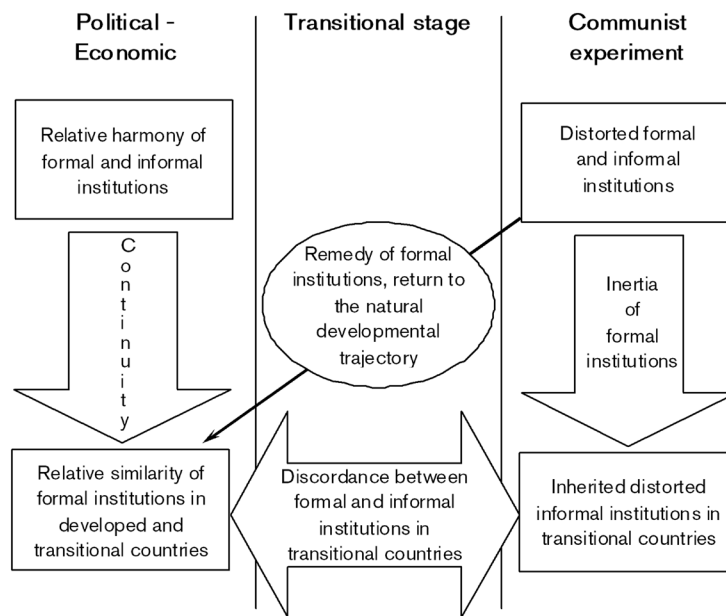 Political -
Economic
Transitional stage
Communist
experiment
Relative harmony of
formal and informal
institutions
Distorted formal
and informal
institutions
Continuity
Remedy of formal
institutions, return to
the natural
developmental
trajectory
Inertia
of
formal
institutions
Relative similarity of
formal institutions in
developed and
transitional countries
Discordance between
formal and informal
institutions in
transitional countries
Inherited distorted
informal institutions in
transitional countries